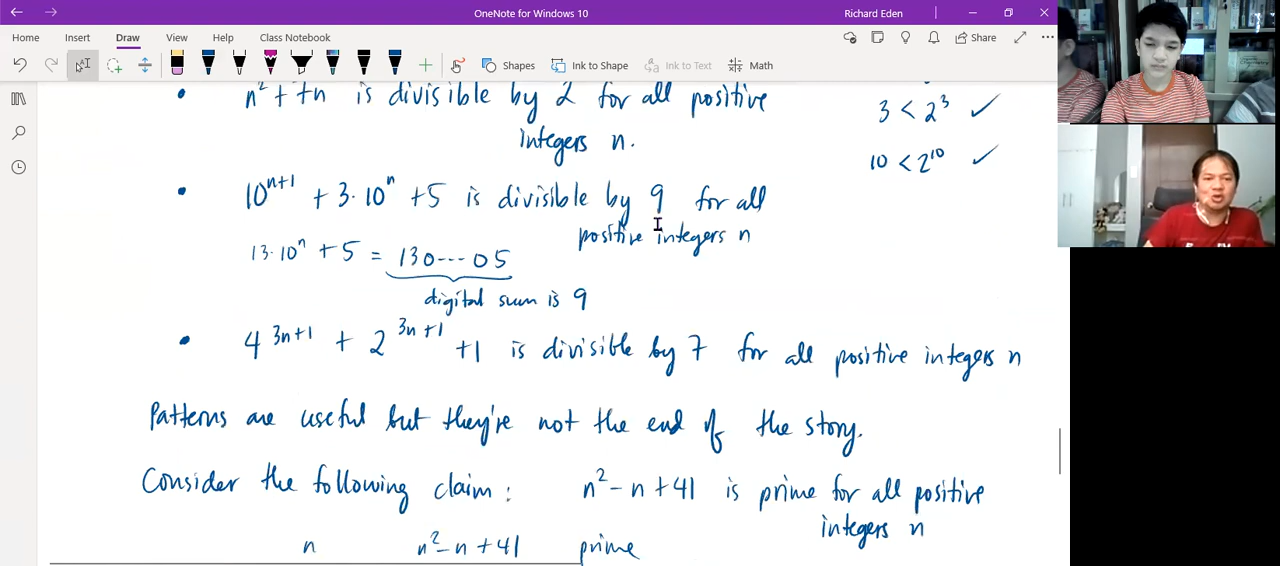 OneNote for Windows 10
Richard Eden
Home Insert Draw View Help Class Notebook
Share
Shapes Ink to Shape Ink to Text Math
• n² + 7n is divisible by 2 for all positive
integers n.
3 < 2³ ✓
10 < 2¹⁰ ✓
• 10ⁿ⁺¹ + 3·10ⁿ + 5 is divisible by 9 for all
positive integers n
13·10ⁿ + 5 = 130---05
digital sum is 9
• 4³ⁿ⁺¹ + 2³ⁿ⁺¹ + 1 is divisible by 7 for all positive integers n
Patterns are useful but they're not the end of the story.
Consider the following claim: n² - n + 41 is prime for all positive
integers n
n n² - n + 41 prime